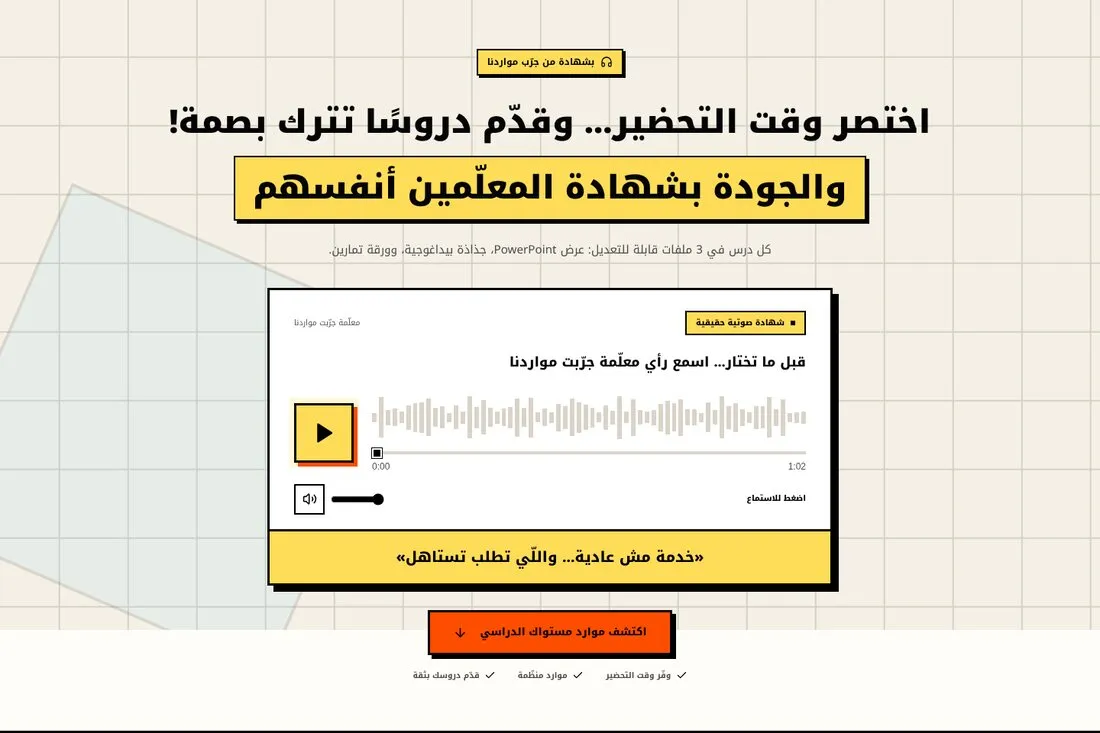 بشهادة من جرّب مواردنا
اختصر وقت التحضير... وقدّم دروسًا تترك بصمة!
والجودة بشهادة المعلّمين أنفسهم
كل درس في 3 ملفات قابلة للتعديل: عرض PowerPoint، جذاذة بيداغوجية، وورقة تمارين.
شهادة صوتية حقيقية
معلّمة جرّبت مواردنا
قبل ما تختار... اسمع رأي معلّمة جرّبت مواردنا
0:00
1:02
اضغط للاستماع
«خدمة مش عادية... واللّي تطلب تستاهل»
اكتشف موارد مستواك الدراسي
وفّر وقت التحضير
موارد منظّمة
قدّم دروسك بثقة